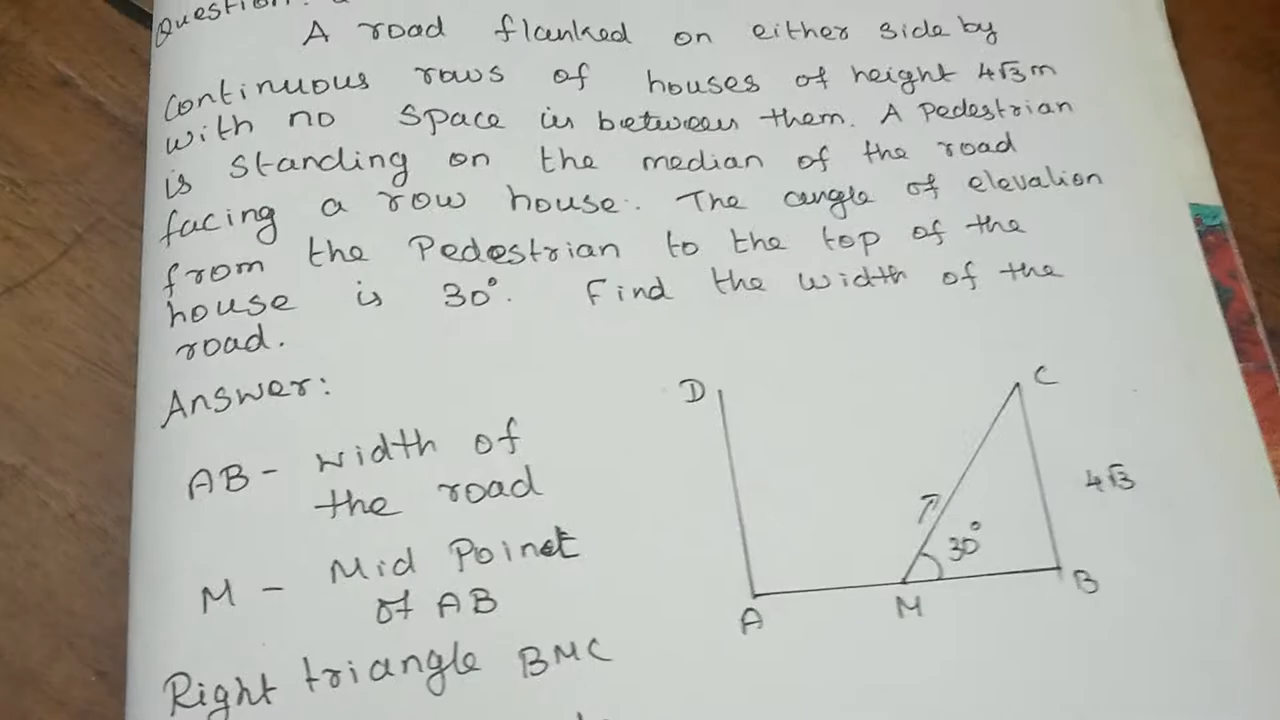 Question:
A road flanked on either side by
continuous rows of houses of height 4√3m
with no space in between them. A Pedestrian
is standing on the median of the road
facing a row house. The angle of elevation
from the Pedestrian to the top of the
house is 30°. Find the width of the
road.
Answer:
AB - width of
the road
M - Mid Point
of AB
Right triangle BMC
D
C
4√3
30°
A
M
B